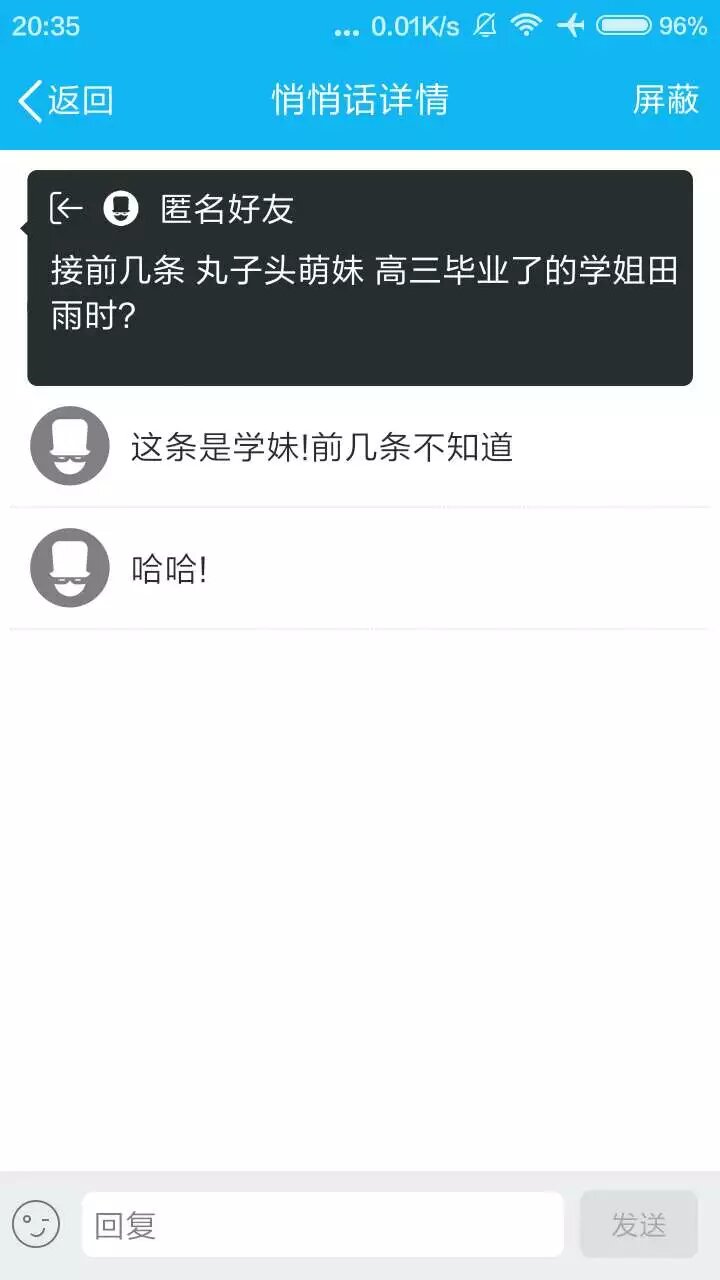 20:35 ... 0.01K/s 96%
返回 悄悄话详情 屏蔽
匿名好友
接前几条 丸子头萌妹 高三毕业了的学姐田
雨时?
这条是学妹!前几条不知道
哈哈!
回复 发送